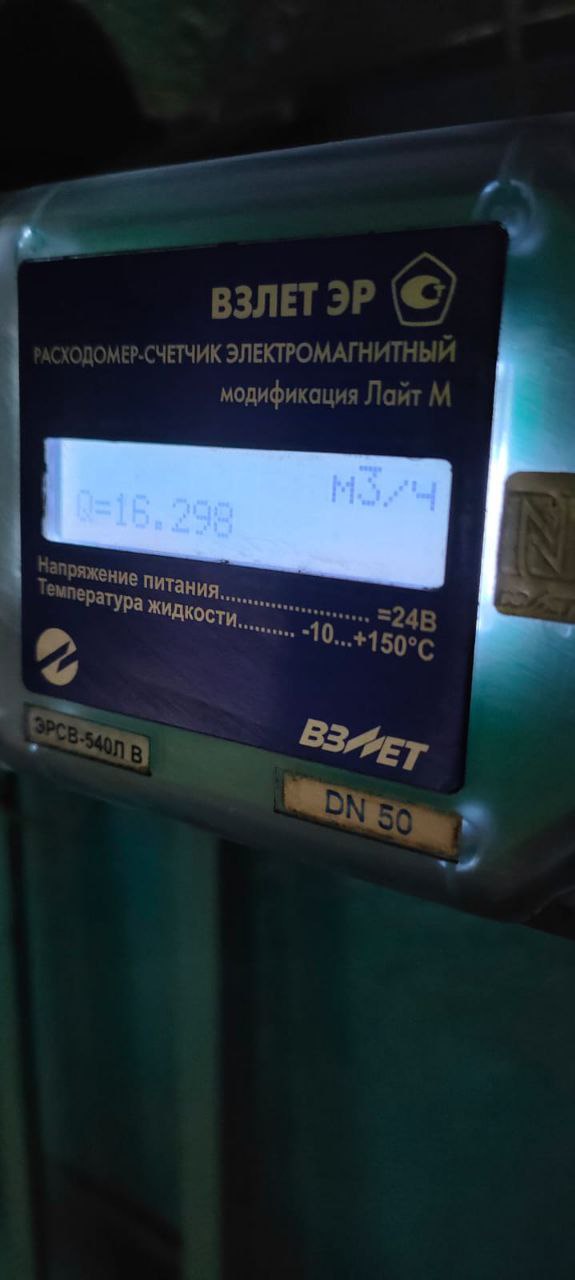 ВЗЛЕТ ЭР
РАСХОДОМЕР-СЧЕТЧИК ЭЛЕКТРОМАГНИТНЫЙ
модификация Лайт М
м3/ч
Q=16.298
Напряжение питания........................ =24В
Температура жидкости.......... -10...+150°С
ВЗЛЕТ
ЭРСВ-540Л В
DN 50